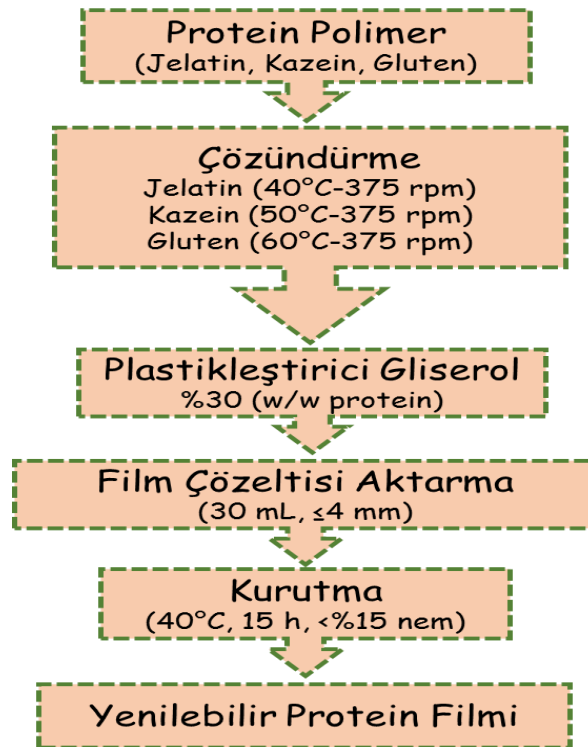 Protein Polimer
(Jelatin, Kazein, Gluten)
Çözündürme
Jelatin (40°C-375 rpm)
Kazein (50°C-375 rpm)
Gluten (60°C-375 rpm)
Plastikleştirici Gliserol
%30 (w/w protein)
Film Çözeltisi Aktarma
(30 mL, ≤4 mm)
Kurutma
(40°C, 15 h, <%15 nem)
Yenilebilir Protein Filmi